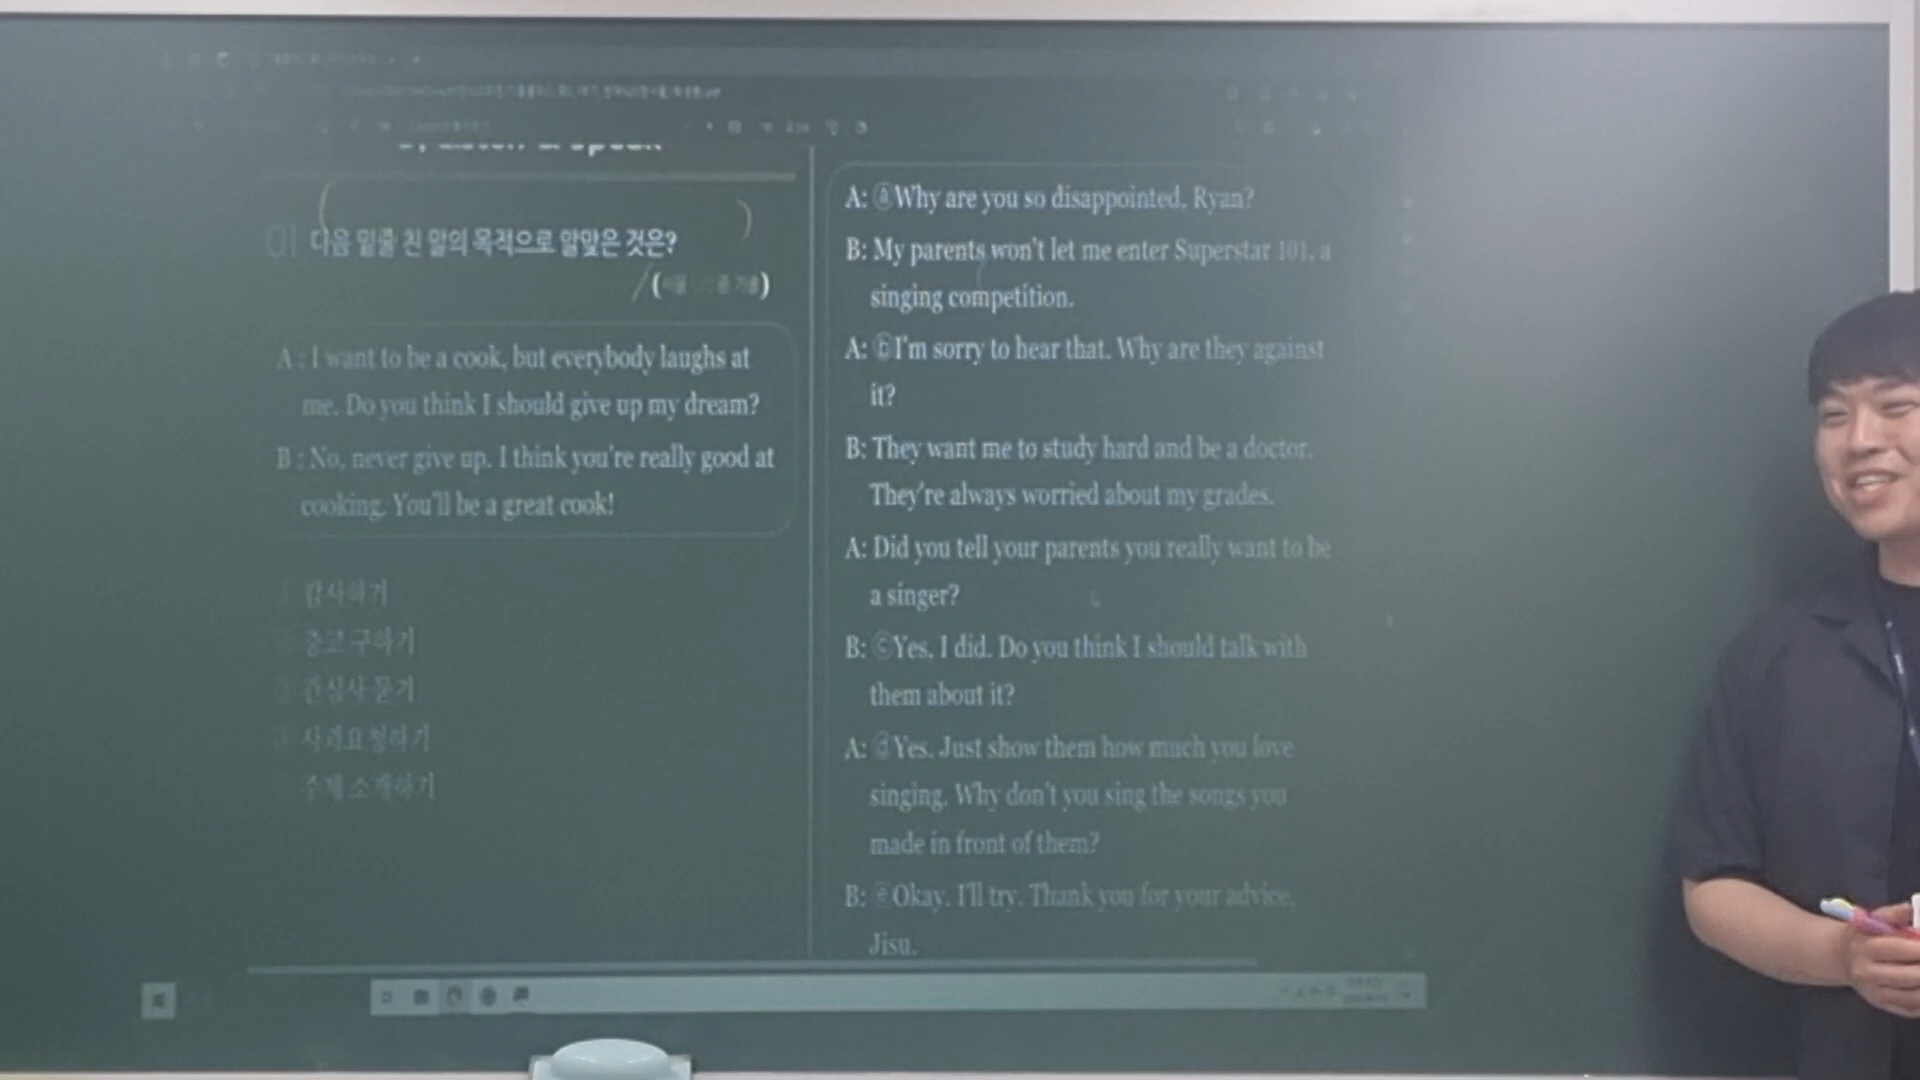 01 다음 밑줄 친 말의 목적으로 알맞은 것은?
A : I want to be a cook, but everybody laughs at
me. Do you think I should give up my dream?
B : No, never give up. I think you're really good at
cooking. You'll be a great cook!
감사하기
충고 구하기
관심사 묻기
사과 요청하기
주제 소개하기
A: ⓐWhy are you so disappointed, Ryan?
B: My parents won't let me enter Superstar 101, a
singing competition.
A: ⓑI'm sorry to hear that. Why are they against
it?
B: They want me to study hard and be a doctor.
They're always worried about my grades.
A: Did you tell your parents you really want to be
a singer?
B: ⓒYes, I did. Do you think I should talk with
them about it?
A: ⓓYes. Just show them how much you love
singing. Why don't you sing the songs you
made in front of them?
B: ⓔOkay. I'll try. Thank you for your advice,
Jisu.